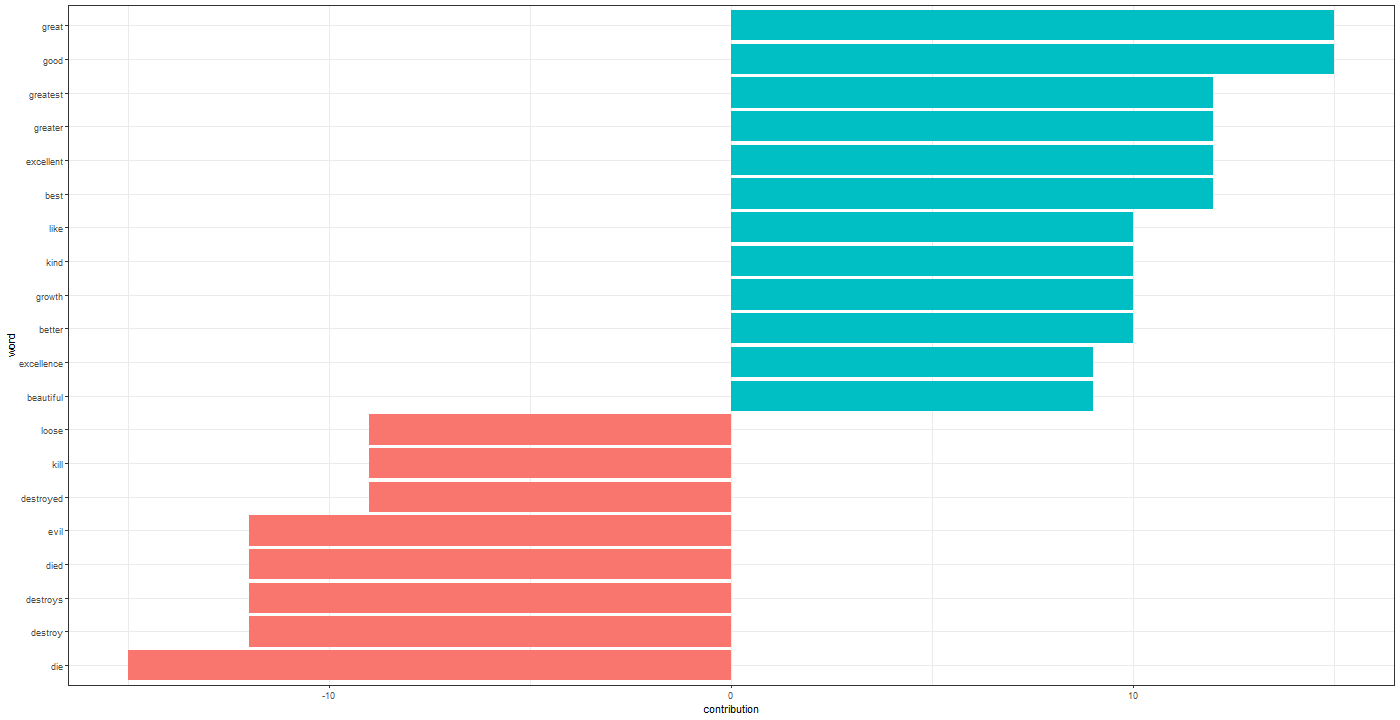 great
good
greatest
greater
excellent
best
like
kind
growth
better
word
excellence
beautiful
loose
kill
destroyed
evil
died
destroys
destroy
die
-10 0 10
contribution